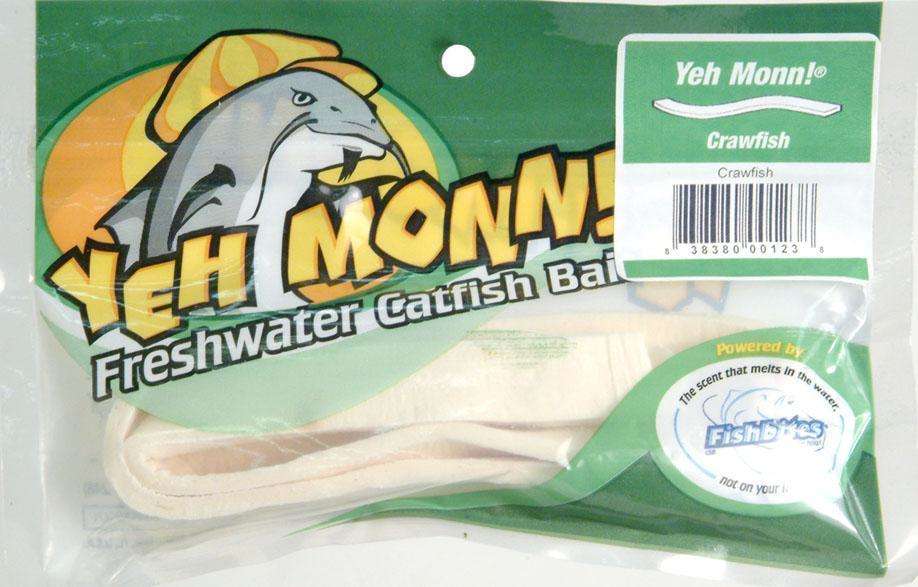 YEH MONN!
Freshwater Catfish Bai
Yeh Monn!®
Crawfish
Crawfish
8 38380 00123 8
Powered by
The scent that melts in the water,
Fishbites
not on your